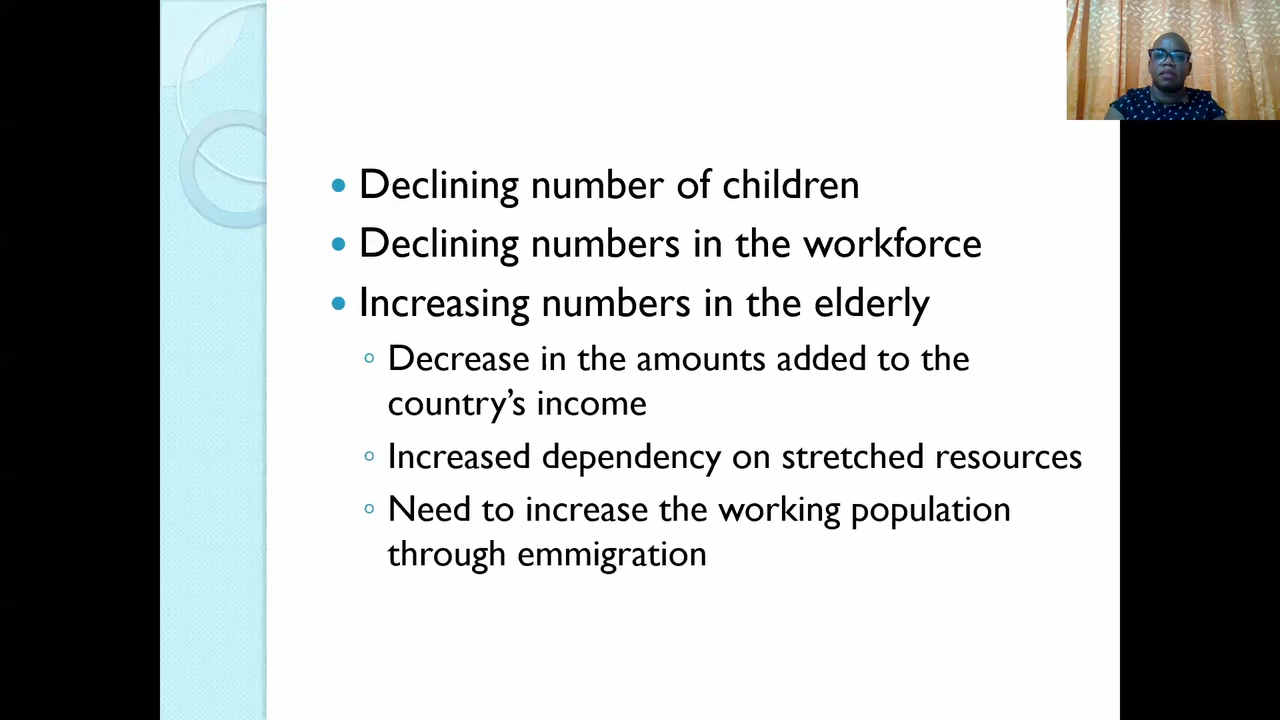 • Declining number of children
• Declining numbers in the workforce
• Increasing numbers in the elderly
◦ Decrease in the amounts added to the
country’s income
◦ Increased dependency on stretched resources
◦ Need to increase the working population
through emmigration